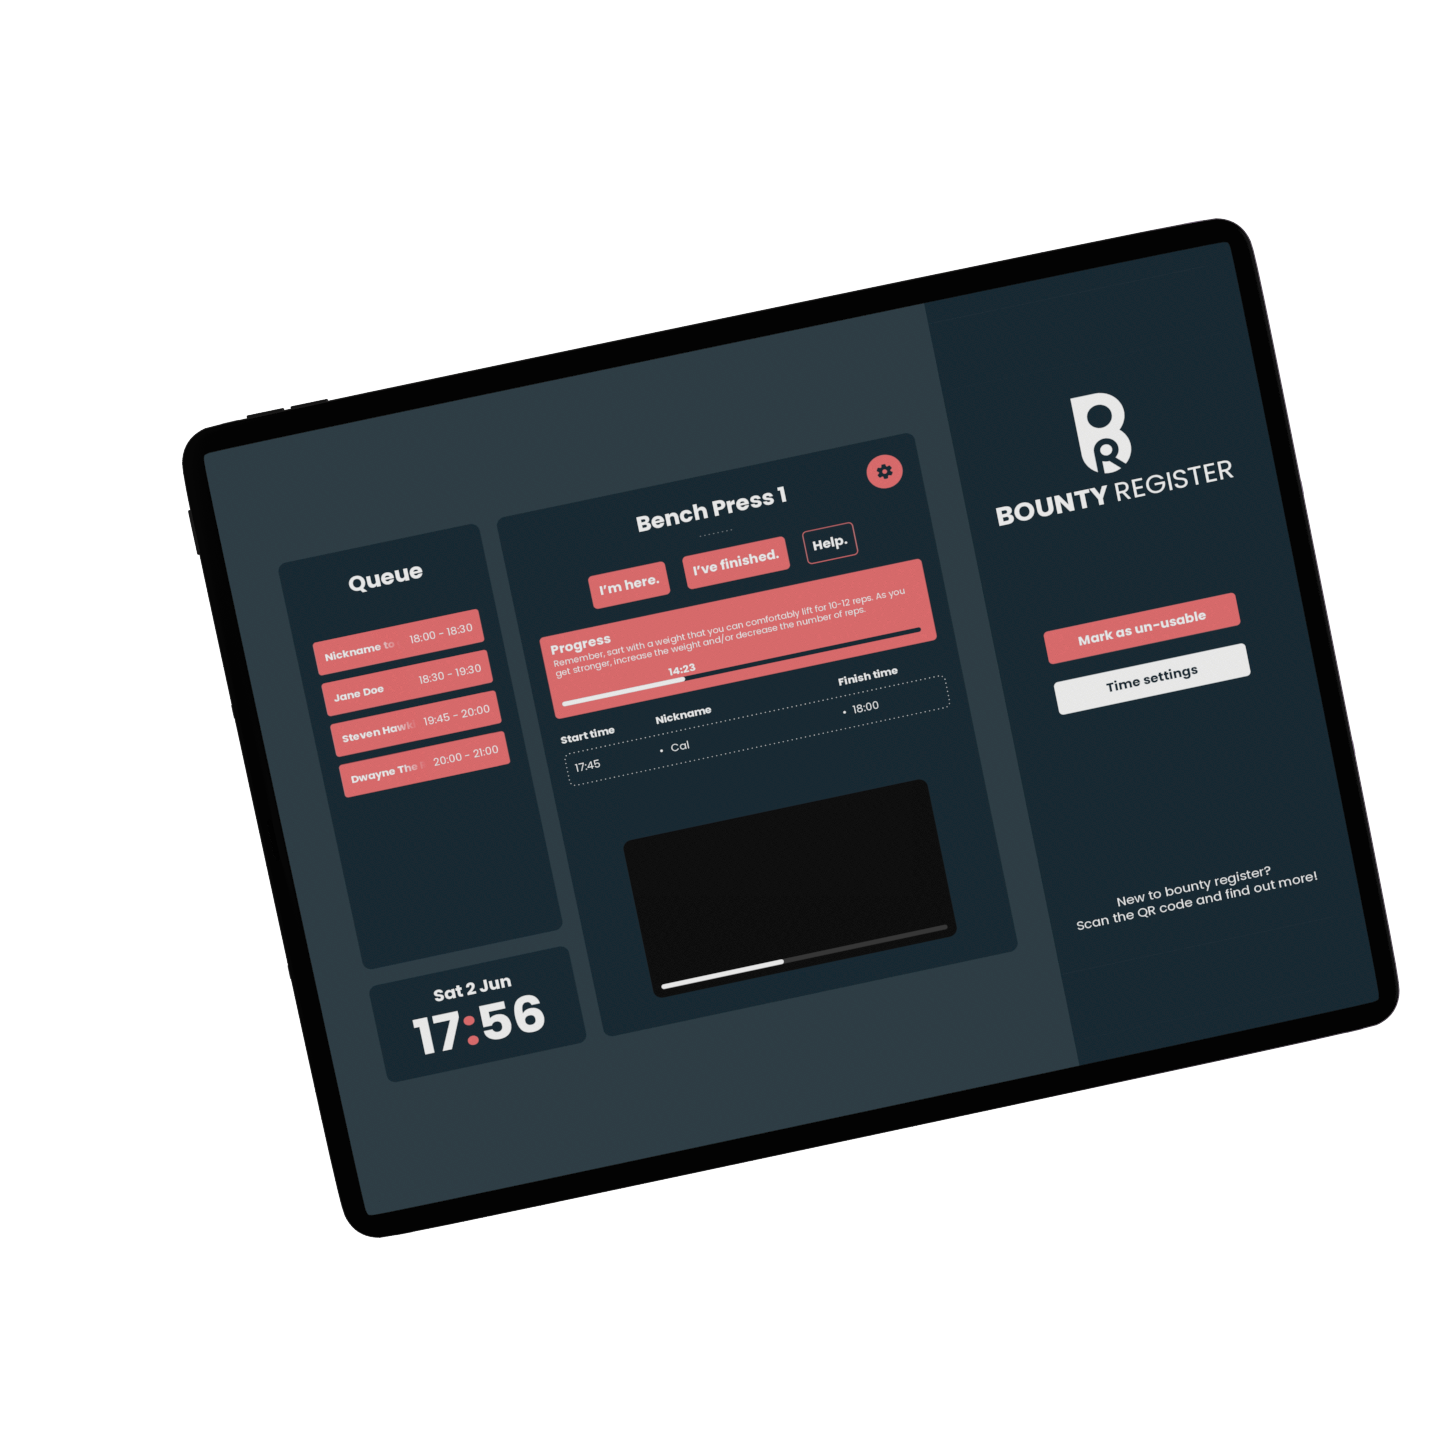 Queue
Nickname to 18:00 - 18:30
Jane Doe 18:30 - 19:30
Steven Hawki 19:45 - 20:00
Dwayne The 20:00 - 21:00
Sat 2 Jun
17:56
Bench Press 1
I'm here. I've finished. Help.
Progress
Remember, sart with a weight that you can comfortably lift for 10-12 reps. As you
get stronger, increase the weight and/or decrease the number of reps.
14:23
Start time Nickname Finish time
17:45 • Cal • 18:00
BOUNTY REGISTER
Mark as un-usable
Time settings
New to bounty register?
Scan the QR code and find out more!